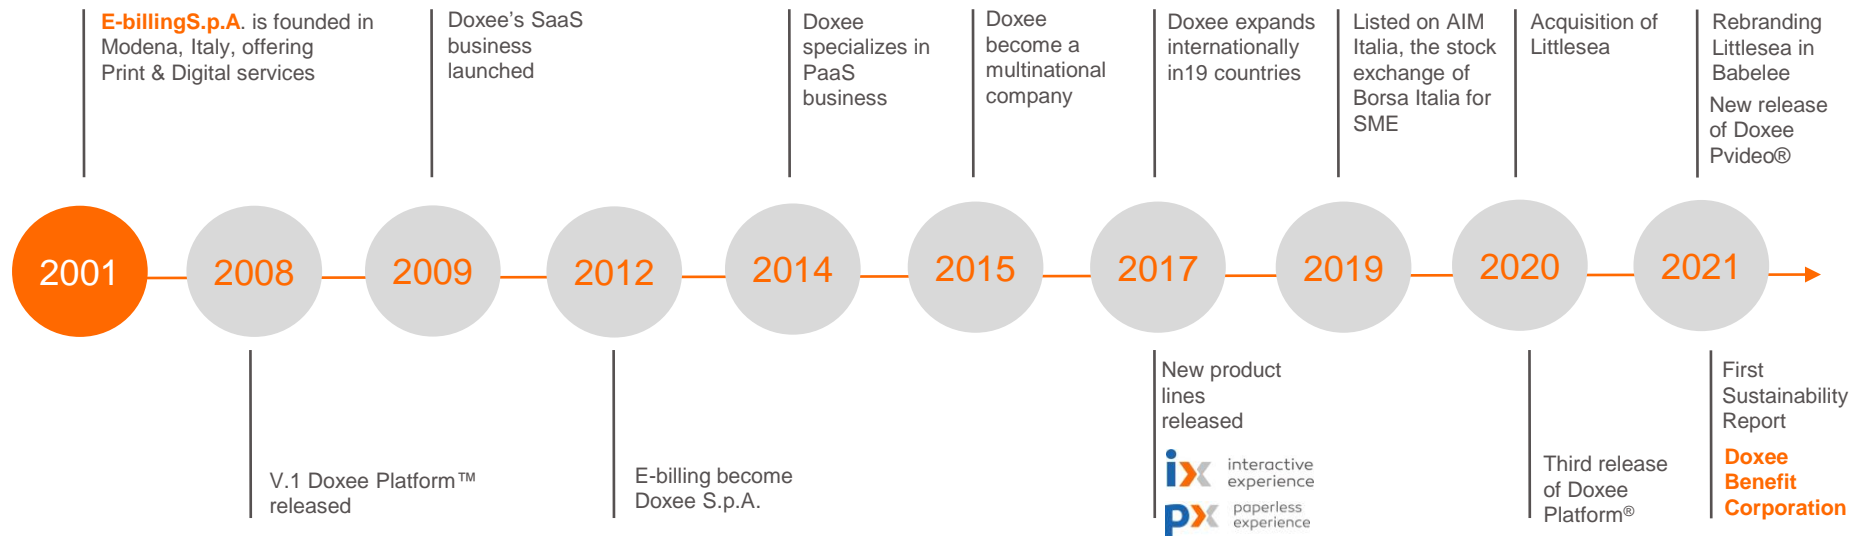 E-billingS.p.A. is founded in
Modena, Italy, offering
Print & Digital services
Doxee’s SaaS
business
launched
Doxee
specializes in
PaaS
business
Doxee
become a
multinational
company
Doxee expands
internationally
in19 countries
Listed on AIM
Italia, the stock
exchange of
Borsa Italia for
SME
Acquisition of
Littlesea
Rebranding
Littlesea in
Babelee
New release
of Doxee
Pvideo®
2001
2008
2009
2012
2014
2015
2017
2019
2020
2021
V.1 Doxee Platform™
released
E-billing become
Doxee S.p.A.
New product
lines
released
ix interactive
experience
px paperless
experience
Third release
of Doxee
Platform®
First
Sustainability
Report
Doxee
Benefit
Corporation